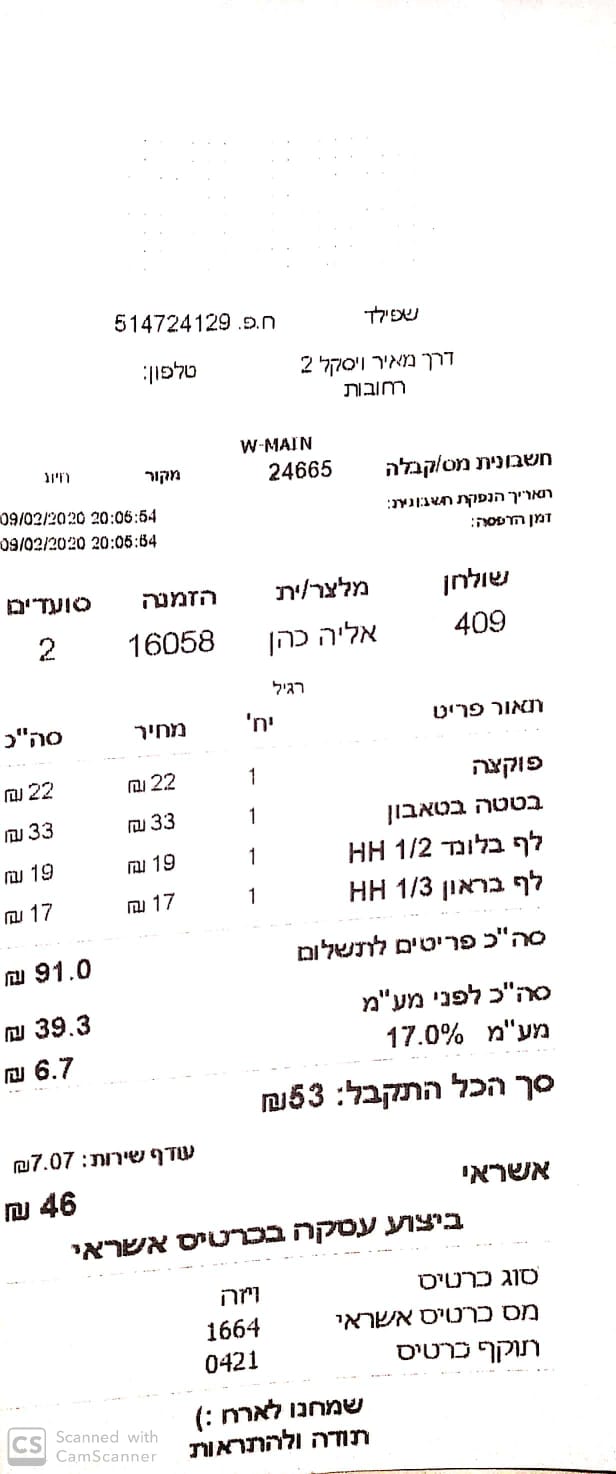 שפילד ח.פ. 514724129
דרך מאיר ויסקל 2 טלפון:
רחובות
W-MAIN
חשבונית מס/קבלה 24665 מקור חיוג
תאריך הנפקת חשבונית: 09/02/2020 20:05:54
זמן הדפסה: 09/02/2020 20:05:54
שולחן מלצר/ית הזמנה סועדים
409 אליה כהן 16058 2
רגיל
תאור פריט יח' מחיר סה"כ
פוקצה 1 22 ₪ 22 ₪
בטטה בטאבון 1 33 ₪ 33 ₪
לף בלונד HH 1/2 1 19 ₪ 19 ₪
לף בראון HH 1/3 1 17 ₪ 17 ₪
סה"כ פריטים לתשלום 91.0 ₪
סה"כ לפני מע"מ 39.3 ₪
מע"מ 17.0% 6.7 ₪
סך הכל התקבל: 53₪
עודף שירות: 7.07₪
אשראי 46 ₪
ביצוע עסקה בכרטיס אשראי
סוג כרטיס ויזה
מס כרטיס אשראי 1664
תוקף כרטיס 0421
שמחנו לארח :)
תודה ולהתראות
CS Scanned with
CamScanner